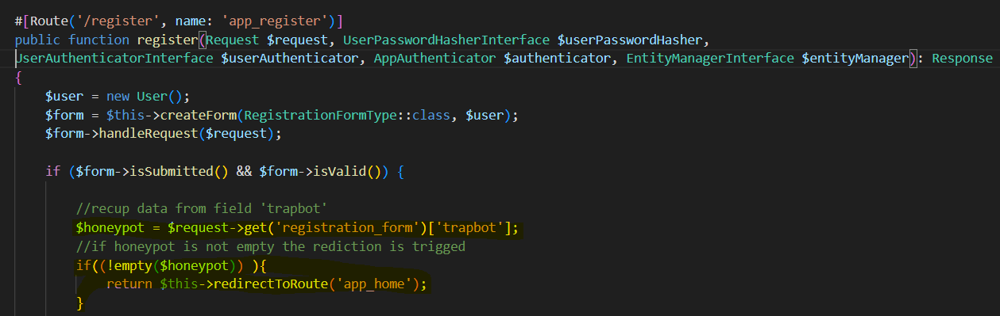 #[Route('/register', name: 'app_register')]
public function register(Request $request, UserPasswordHasherInterface $userPasswordHasher,
UserAuthenticatorInterface $userAuthenticator, AppAuthenticator $authenticator, EntityManagerInterface $entityManager): Response
{
$user = new User();
$form = $this->createForm(RegistrationFormType::class, $user);
$form->handleRequest($request);
if ($form->isSubmitted() && $form->isValid()) {
//recup data from field 'trapbot'
$honeypot = $request->get('registration_form')['trapbot'];
//if honeypot is not empty the rediction is trigged
if((!empty($honeypot)) ){
return $this->redirectToRoute('app_home');
}